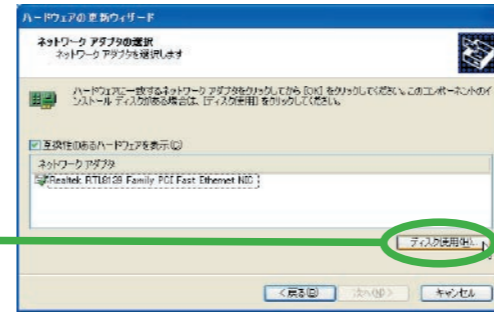 ハードウェアの更新ウィザード
ネットワーク アダプタの選択
ネットワーク アダプタを選択します
ハードウェアに一致するネットワーク アダプタをクリックしてから [OK] をクリックしてください。このコンポーネントのイ
ンストール ディスクがある場合は、[ディスク使用] をクリックしてください。
互換性のあるハードウェアを表示(C)
ネットワーク アダプタ
Realtek RTL8139 Family PCI Fast Ethernet NIC
ディスク使用(H)...
< 戻る(B)
次へ(N) >
キャンセル